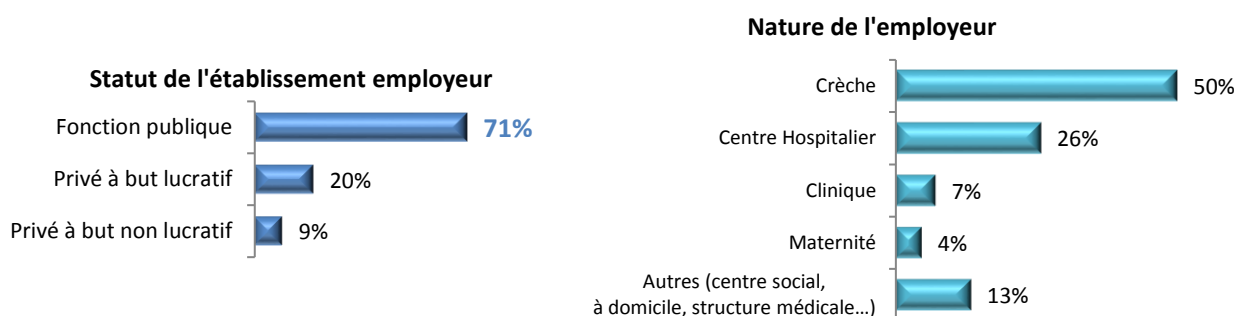 Statut de l'établissement employeur
Fonction publique
71%
Privé à but lucratif
20%
Privé à but non lucratif
9%
Nature de l'employeur
Crèche
50%
Centre Hospitalier
26%
Clinique
7%
Maternité
4%
Autres (centre social,
à domicile, structure médicale…)
13%